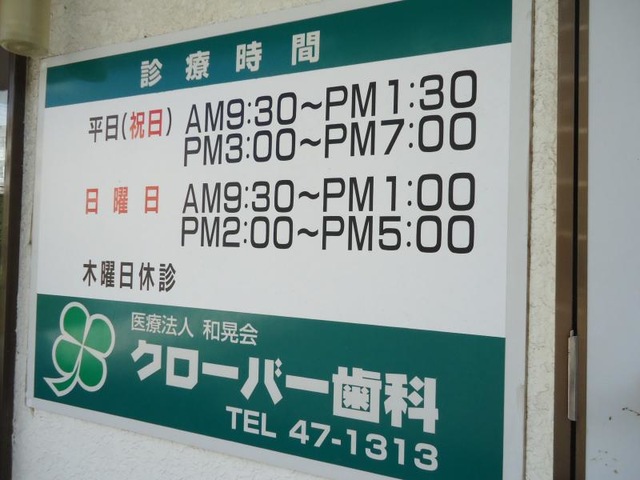 診療時間
平日(祝日) AM9:30~PM1:30
PM3:00~PM7:00
日曜日 AM9:30~PM1:00
PM2:00~PM5:00
木曜日休診
医療法人 和晃会
クローバー歯科
TEL 47-1313